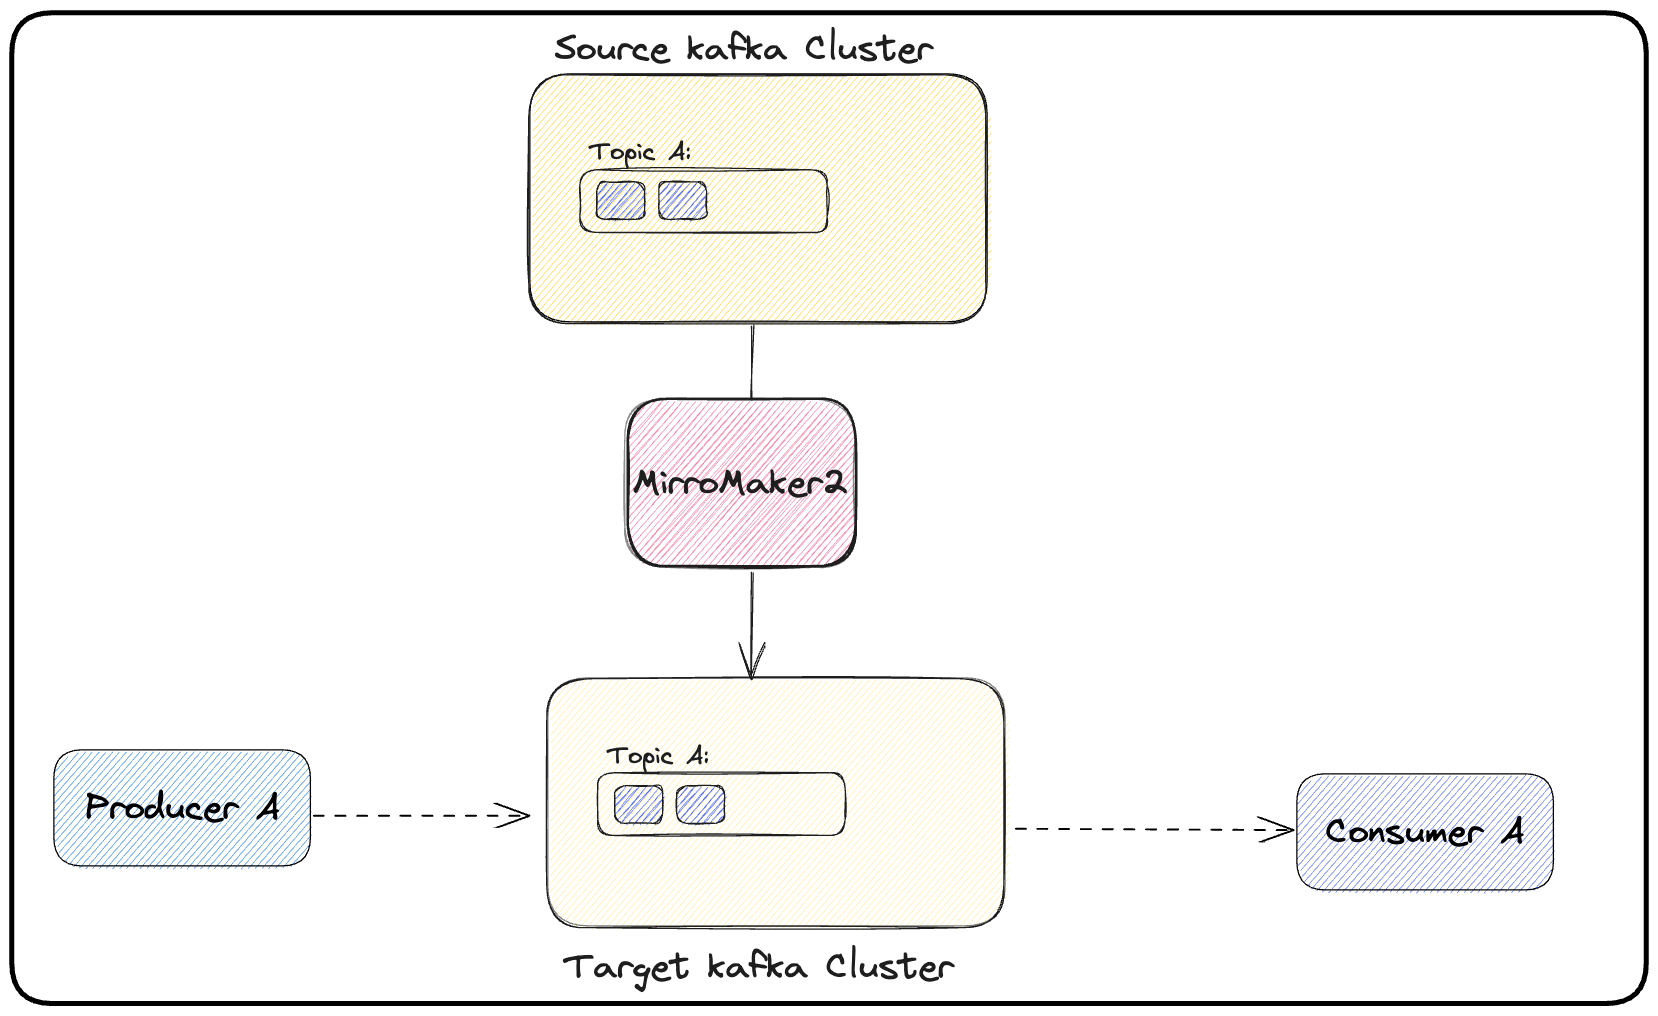 Source kafka Cluster
Topic A:
MirroMaker2
Topic A:
Producer A
Consumer A
Target kafka Cluster